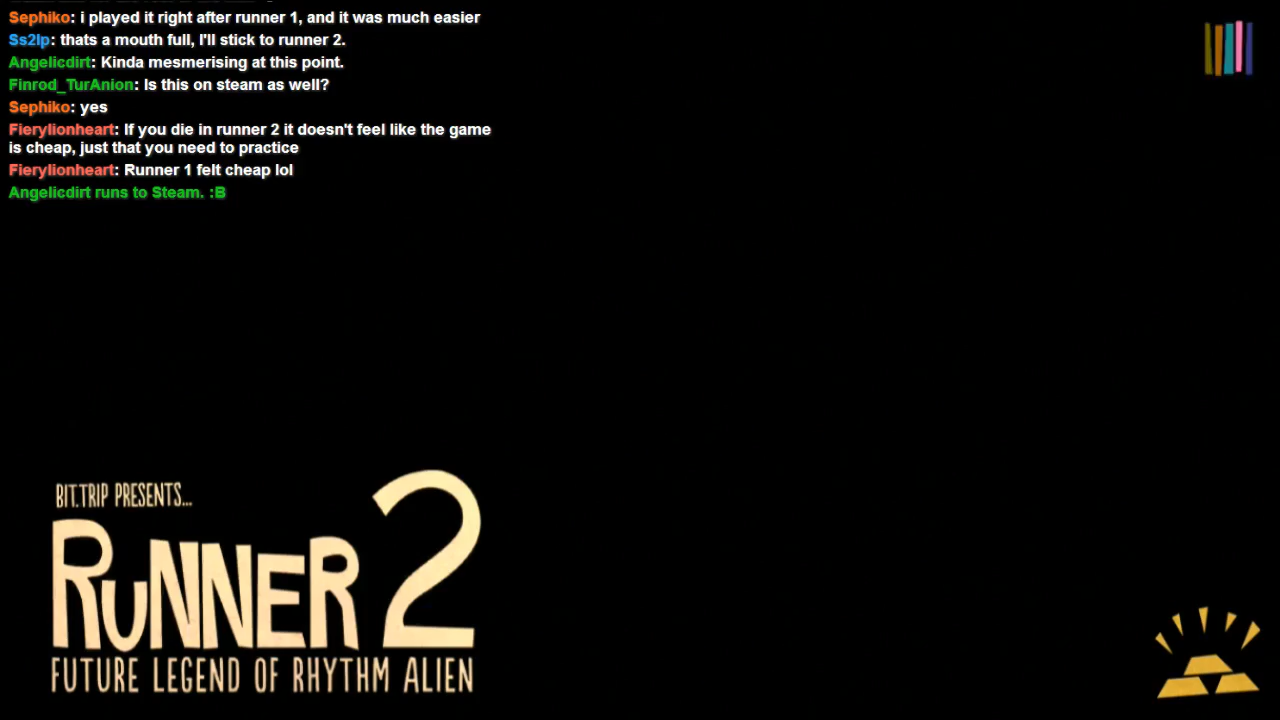 Sephiko: i played it right after runner 1, and it was much easier
Ss2lp: thats a mouth full, I'll stick to runner 2.
Angelicdirt: Kinda mesmerising at this point.
Finrod_TurAnion: Is this on steam as well?
Sephiko: yes
Fierylionheart: If you die in runner 2 it doesn't feel like the game
is cheap, just that you need to practice
Fierylionheart: Runner 1 felt cheap lol
Angelicdirt runs to Steam. :B
BIT.TRIP PRESENTS...
RUNNER 2
FUTURE LEGEND OF RHYTHM ALIEN